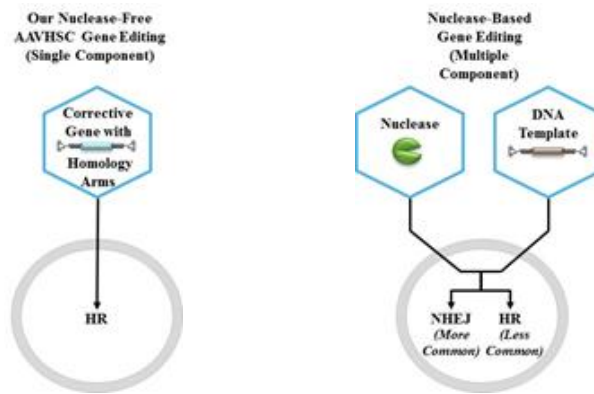 Our Nuclease-Free
AAVHSC Gene Editing
(Single Component)
Corrective
Gene with
Homology
Arms
HR
Nuclease-Based
Gene Editing
(Multiple
Component)
Nuclease
DNA
Template
NHEJ
(More
Common)
HR
(Less
Common)